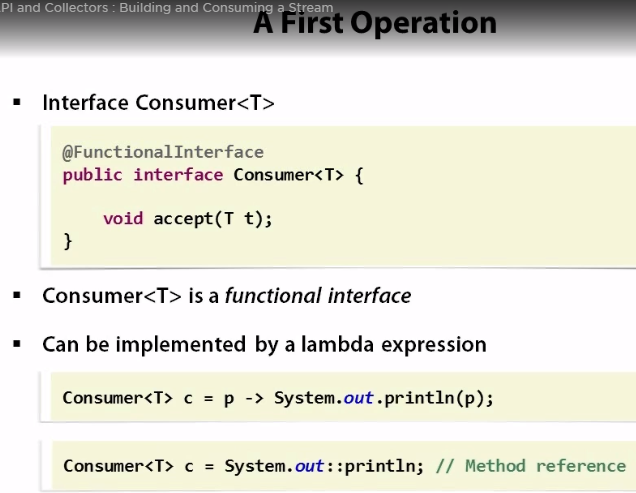 PI and Collectors : Building and Consuming a Stream
A First Operation
▪ Interface Consumer<T>
@FunctionalInterface
public interface Consumer<T> {
void accept(T t);
}
▪ Consumer<T> is a functional interface
▪ Can be implemented by a lambda expression
Consumer<T> c = p -> System.out.println(p);
Consumer<T> c = System.out::println; // Method reference